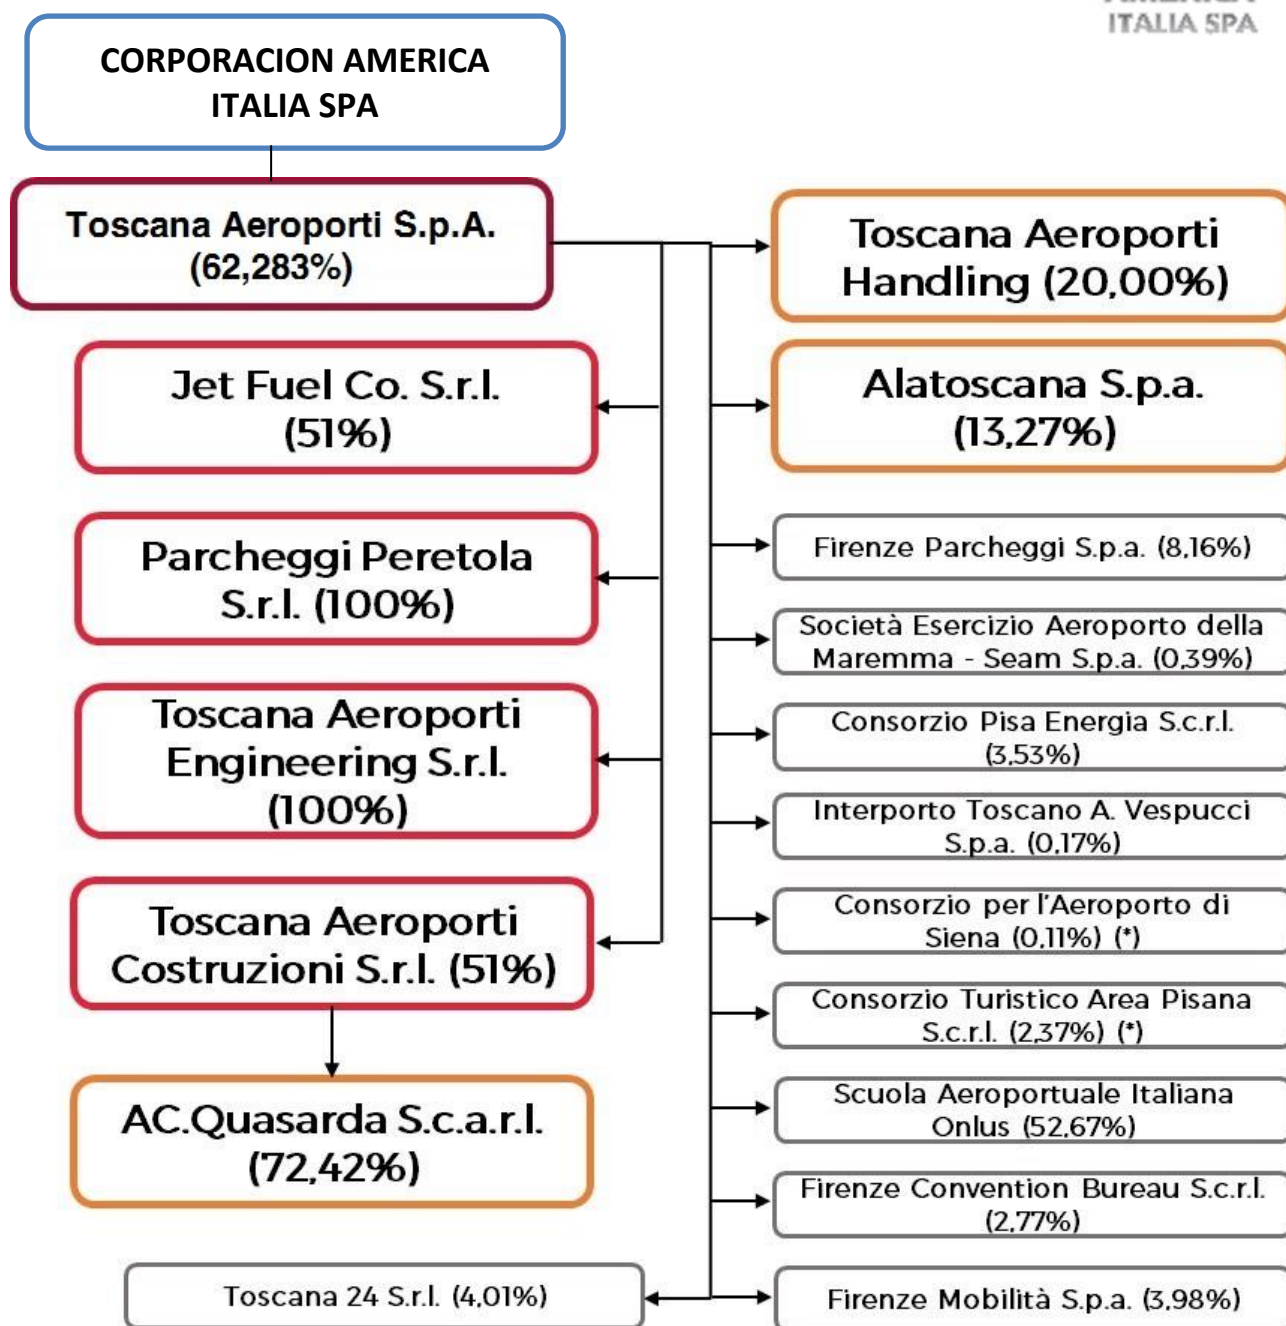 ITALIA SPA
CORPORACION AMERICA
ITALIA SPA
Toscana Aeroporti S.p.A.
(62,283%)
Jet Fuel Co. S.r.l.
(51%)
Parcheggi Peretola
S.r.l. (100%)
Toscana Aeroporti
Engineering S.r.l.
(100%)
Toscana Aeroporti
Costruzioni S.r.l. (51%)
AC.Quasarda S.c.a.r.l.
(72,42%)
Toscana 24 S.r.l. (4,01%)
Toscana Aeroporti
Handling (20,00%)
Alatoscana S.p.a.
(13,27%)
Firenze Parcheggi S.p.a. (8,16%)
Società Esercizio Aeroporto della
Maremma - Seam S.p.a. (0,39%)
Consorzio Pisa Energia S.c.r.l.
(3,53%)
Interporto Toscano A. Vespucci
S.p.a. (0,17%)
Consorzio per l'Aeroporto di
Siena (0,11%) (*)
Consorzio Turistico Area Pisana
S.c.r.l. (2,37%) (*)
Scuola Aeroportuale Italiana
Onlus (52,67%)
Firenze Convention Bureau S.c.r.l.
(2,77%)
Firenze Mobilità S.p.a. (3,98%)